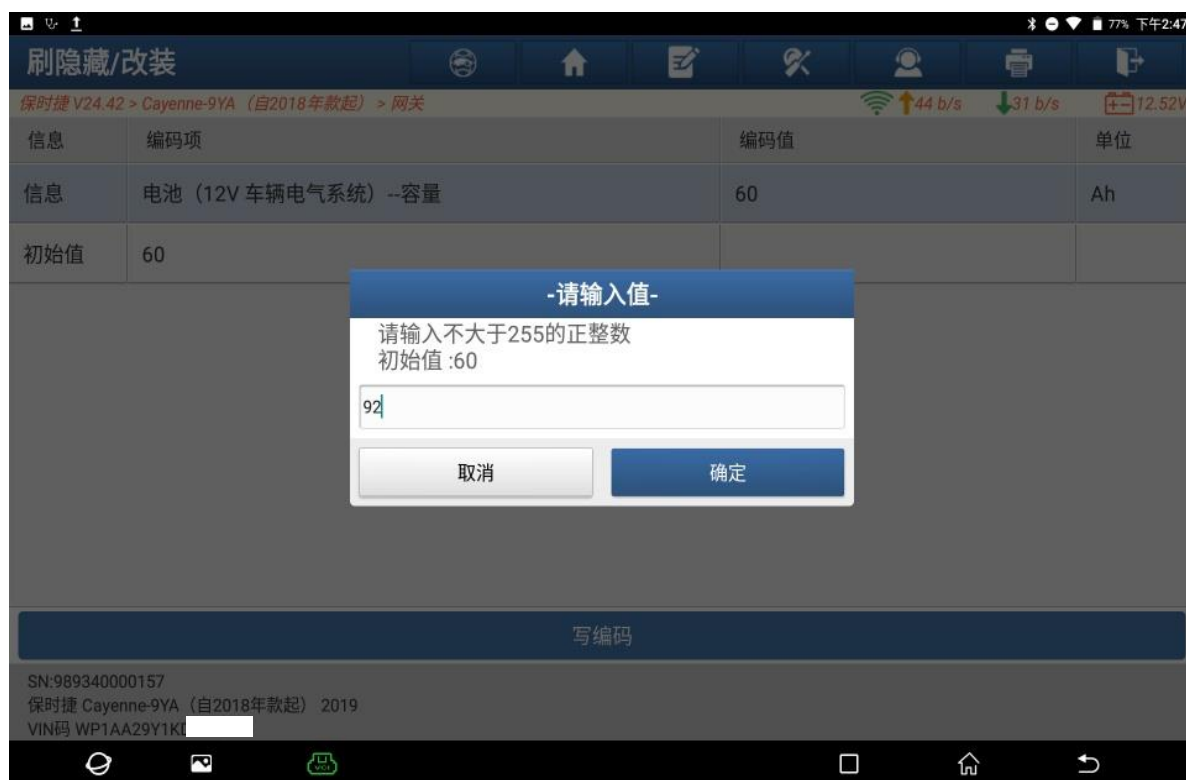 77% 下午2:47
刷隐藏/改装
保时捷 V24.42 > Cayenne-9YA（自2018年款起） > 网关 44 b/s 31 b/s 12.52V
信息 编码项 编码值 单位
信息 电池（12V 车辆电气系统）--容量 60 Ah
初始值 60
-请输入值-
请输入不大于255的正整数
初始值 :60
92
取消 确定
写编码
SN:989340000157
保时捷 Cayenne-9YA（自2018年款起） 2019
VIN码 WP1AA29Y1KD
VCI